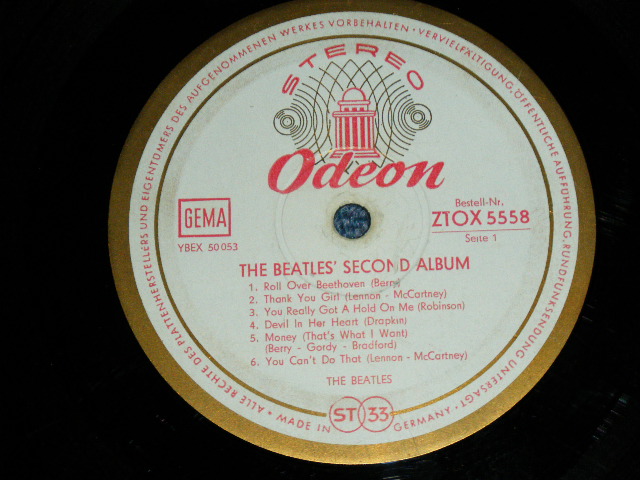 ALLE RECHTE DES PLATTENHERSTELLERS UND EIGENTÜMERS DES AUFGENOMMENEN WERKES VORBEHALTEN • VERVIELFÄLTIGUNG, ÖFFENTLICHE AUFFÜHRUNG, RUNDFUNKSENDUNG UNTERSAGT •
STEREO
Odeon
GEMA
YBEX 50 053
Bestell-Nr.
ZTOX 5558
Seite 1
THE BEATLES' SECOND ALBUM
1. Roll Over Beethoven (Berry)
2. Thank You Girl (Lennon - McCartney)
3. You Really Got A Hold On Me (Robinson)
4. Devil In Her Heart (Drapkin)
5. Money (That's What I Want)
(Berry - Gordy - Bradford)
6. You Can't Do That (Lennon - McCartney)
THE BEATLES
MADE IN
ST 33
GERMANY